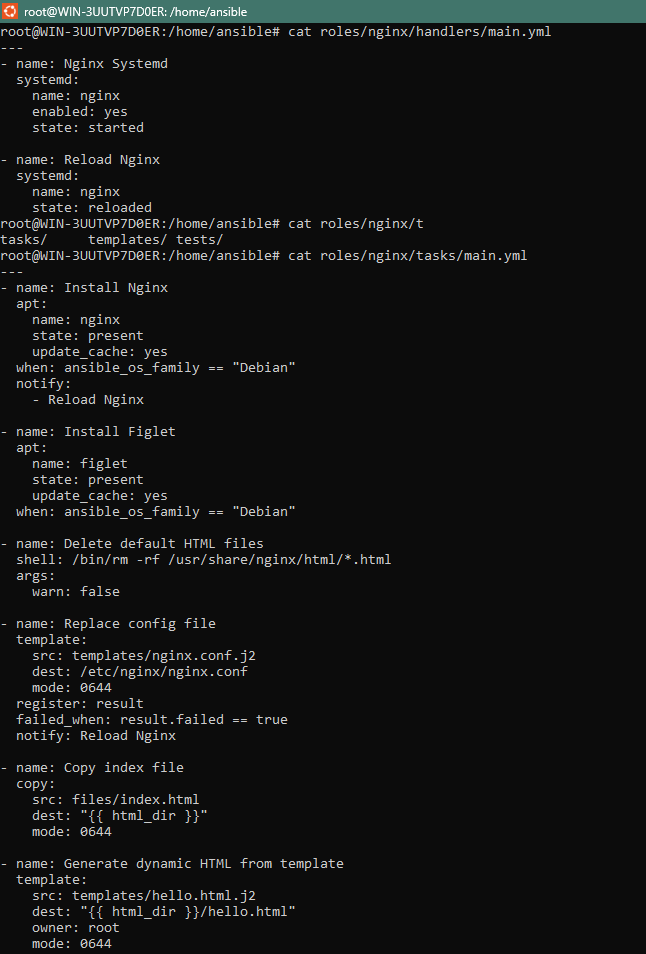 root@WIN-3UUTVP7D0ER: /home/ansible
root@WIN-3UUTVP7D0ER:/home/ansible# cat roles/nginx/handlers/main.yml
---
- name: Nginx Systemd
  systemd:
    name: nginx
    enabled: yes
    state: started

- name: Reload Nginx
  systemd:
    name: nginx
    state: reloaded
root@WIN-3UUTVP7D0ER:/home/ansible# cat roles/nginx/t
tasks/     templates/ tests/
root@WIN-3UUTVP7D0ER:/home/ansible# cat roles/nginx/tasks/main.yml
---
- name: Install Nginx
  apt:
    name: nginx
    state: present
    update_cache: yes
  when: ansible_os_family == "Debian"
  notify:
    - Reload Nginx

- name: Install Figlet
  apt:
    name: figlet
    state: present
    update_cache: yes
  when: ansible_os_family == "Debian"

- name: Delete default HTML files
  shell: /bin/rm -rf /usr/share/nginx/html/*.html
  args:
    warn: false

- name: Replace config file
  template:
    src: templates/nginx.conf.j2
    dest: /etc/nginx/nginx.conf
    mode: 0644
  register: result
  failed_when: result.failed == true
  notify: Reload Nginx

- name: Copy index file
  copy:
    src: files/index.html
    dest: "{{ html_dir }}"
    mode: 0644

- name: Generate dynamic HTML from template
  template:
    src: templates/hello.html.j2
    dest: "{{ html_dir }}/hello.html"
    owner: root
    mode: 0644